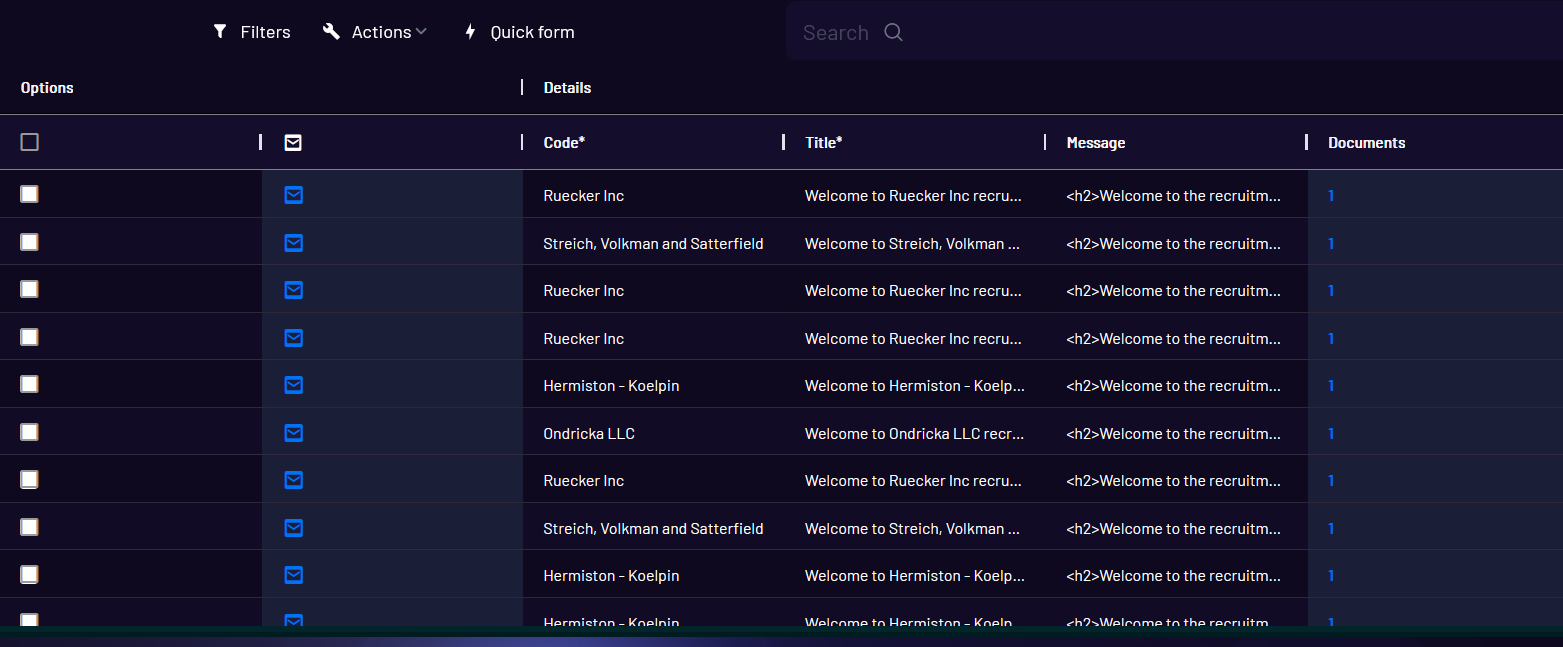 Filters Actions Quick form Search
Options Details
Code* Title* Message Documents
Ruecker Inc Welcome to Ruecker Inc recru... <h2>Welcome to the recruitm... 1
Streich, Volkman and Satterfield Welcome to Streich, Volkman ... <h2>Welcome to the recruitm... 1
Ruecker Inc Welcome to Ruecker Inc recru... <h2>Welcome to the recruitm... 1
Ruecker Inc Welcome to Ruecker Inc recru... <h2>Welcome to the recruitm... 1
Hermiston - Koelpin Welcome to Hermiston - Koelp... <h2>Welcome to the recruitm... 1
Ondricka LLC Welcome to Ondricka LLC recr... <h2>Welcome to the recruitm... 1
Ruecker Inc Welcome to Ruecker Inc recru... <h2>Welcome to the recruitm... 1
Streich, Volkman and Satterfield Welcome to Streich, Volkman ... <h2>Welcome to the recruitm... 1
Hermiston - Koelpin Welcome to Hermiston - Koelp... <h2>Welcome to the recruitm... 1
Hermiston - Koelpin Welcome to Hermiston - Koelp... <h2>Welcome to the recruitm... 1